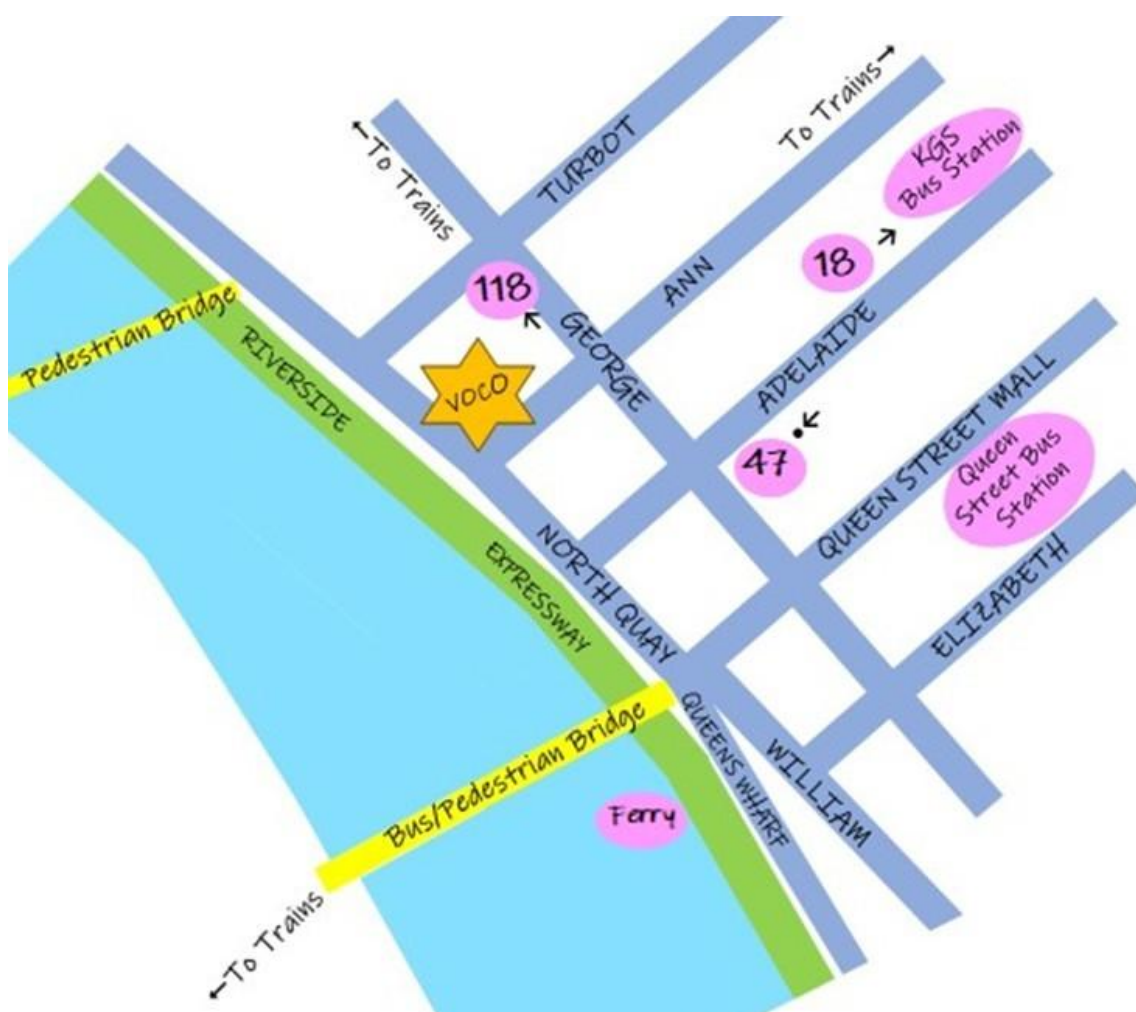 TURBOT
To Trains→
←To Trains
ANN
KGS
Bus Station
118
18
GEORGE
ADELAIDE
VOCO
Pedestrian Bridge
RIVERSIDE
47
QUEEN STREET MALL
Queen
Street Bus
Station
NORTH QUAY
EXPRESSWAY
ELIZABETH
QUEENS WHARF
WILLIAM
Bus/Pedestrian Bridge
Ferry
←To Trains